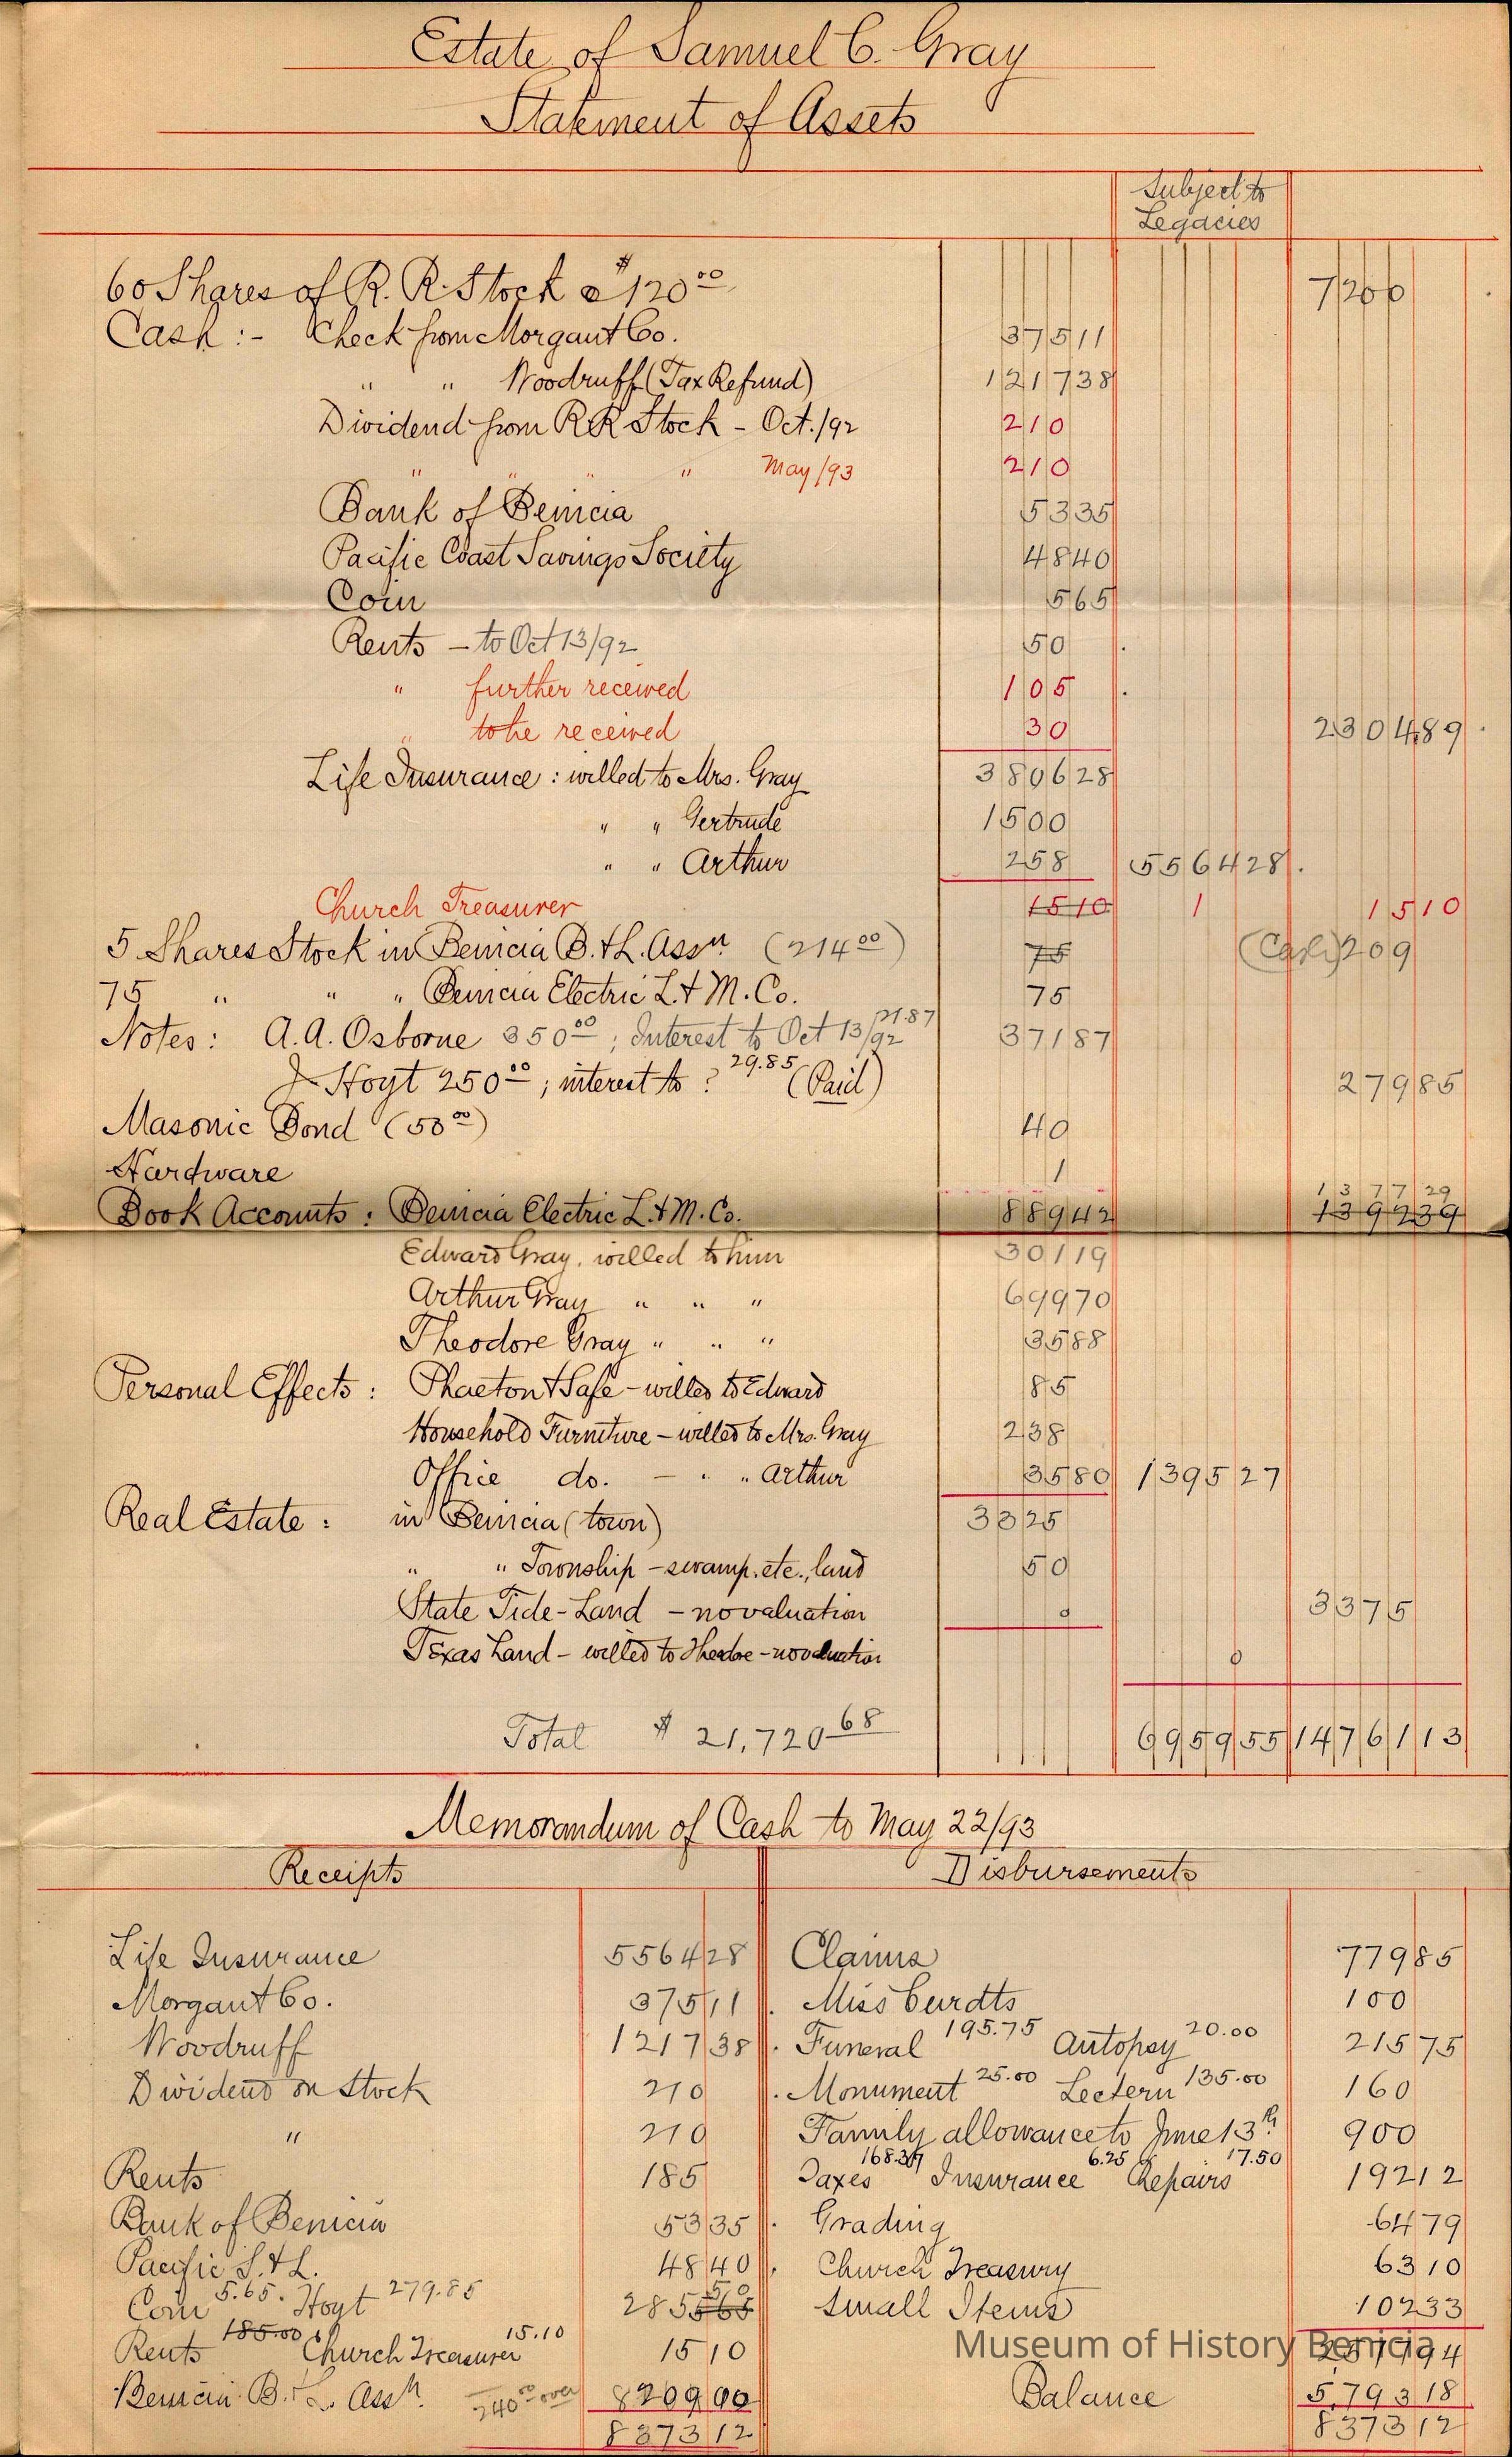 Estate of Samuel C. Gray
Statement of Assets
Subject to
Legacies
60 Shares of R. R. Stock @ $120 00 7200
Cash :- Check from Morgan & Co. 375 11
" " Woodruff (Tax Refund) 1217 38
Dividend from R R Stock - Oct./92 210
" " " " May/93 210
Bank of Benicia 53 35
Pacific Coast Savings Society 48 40
Coin 5 65
Rents - to Oct 13/92 50
" further received 105
" to be received 30 2304 89
Life Insurance : willed to Mrs. Gray 3806 28
" " Gertrude 1500
" " Arthur 258 5564 28
Church Treasurer 15 10 15 10
5 Shares Stock in Benicia B. & L. Assn. (214 00) 75 (Cash) 209
75 " " " Benicia Electric L. & M. Co. 75
Notes : A. A. Osborne 350 00 ; Interest to Oct 13/92 21.87 371 87
J Hoyt 250 00 ; interest to ? 29.85 (Paid) 279 85
Masonic Bond (50 00) 40
Hardware 1
Book Accounts : Benicia Electric L. & M. Co. 889 42 1377 29
Edward Gray, willed to him 301 19
Arthur Gray " " " 699 70
Theodore Gray " " " 35 88
Personal Effects : Phaeton & Safe - willed to Edward 85
Household Furniture - willed to Mrs. Gray 238
Office do. - " " Arthur 35 80 1395 27
Real Estate : in Benicia (town) 3325
" " Township - swamp, etc., land 50
State Tide-Land - no valuation 0 3375
Texas Land - willed to Theodore - no valuation 0
Total $ 21,720 68 6959 55 14761 13
Memorandum of Cash to May 22/93
Receipts Disbursements
Life Insurance 5564 28 Claims 779 85
Morgan & Co. 375 11 Miss Curdts 100
Woodruff 1217 38 Funeral 195.75 Autopsy 20.00 215 75
Dividend on Stock 210 Monument 25.00 Lectern 135.00 160
" 210 Family allowance to June 13th 900
Rents 185 Taxes 168.37 Insurance 6.25 Repairs 17.50 192 12
Bank of Benicia 53 35 Grading 64 79
Pacific S. & L. 48 40 Church Treasury 63 10
Coin 5.65. Hoyt 279.85 285 50 Small Items 102 33
Rents 185.00 Church Treasurer 15.10 15 10 2577 94
Benicia B. & L. Assn. 240 00 over 8209 00 Balance 5793 18
8373 12 8373 12
Museum of History Benicia